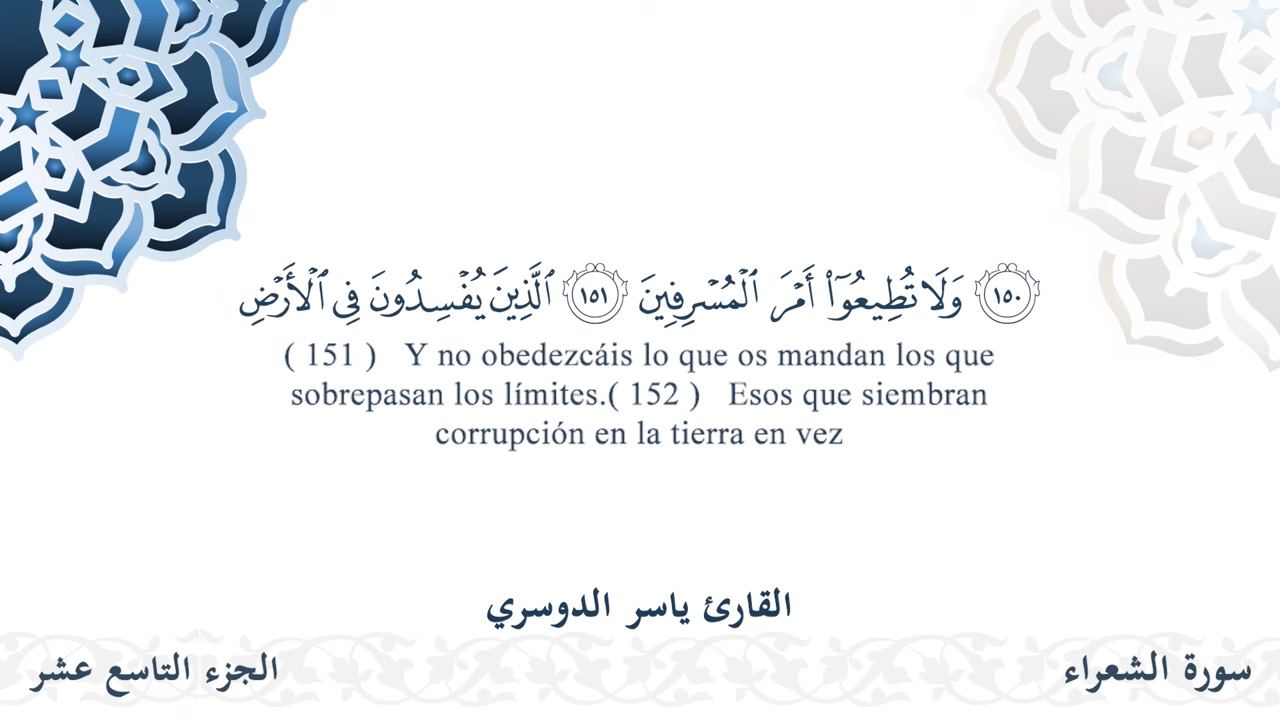 ١٥٠ وَلَا تُطِيعُوٓا۟ أَمْرَ ٱلْمُسْرِفِينَ ١٥١ ٱلَّذِينَ يُفْسِدُونَ فِى ٱلْأَرْضِ
( 151 ) Y no obedezcáis lo que os mandan los que
sobrepasan los límites.( 152 ) Esos que siembran
corrupción en la tierra en vez
القارئ ياسر الدوسري
سورة الشعراء
الجزء التاسع عشر